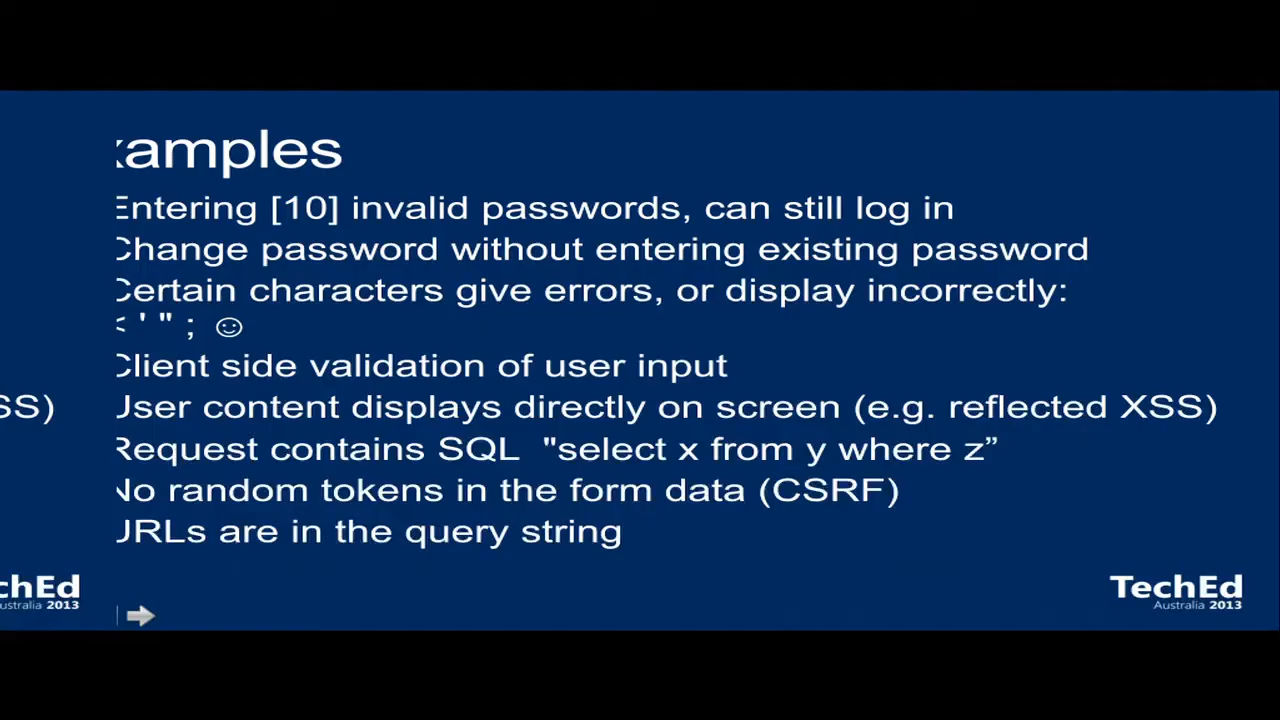 xamples
Entering [10] invalid passwords, can still log in
Change password without entering existing password
Certain characters give errors, or display incorrectly:
< ' " ; ☺
Client side validation of user input
SS)
User content displays directly on screen (e.g. reflected XSS)
Request contains SQL "select x from y where z”
No random tokens in the form data (CSRF)
URLs are in the query string
chEd
ustralia 2013
TechEd
Australia 2013